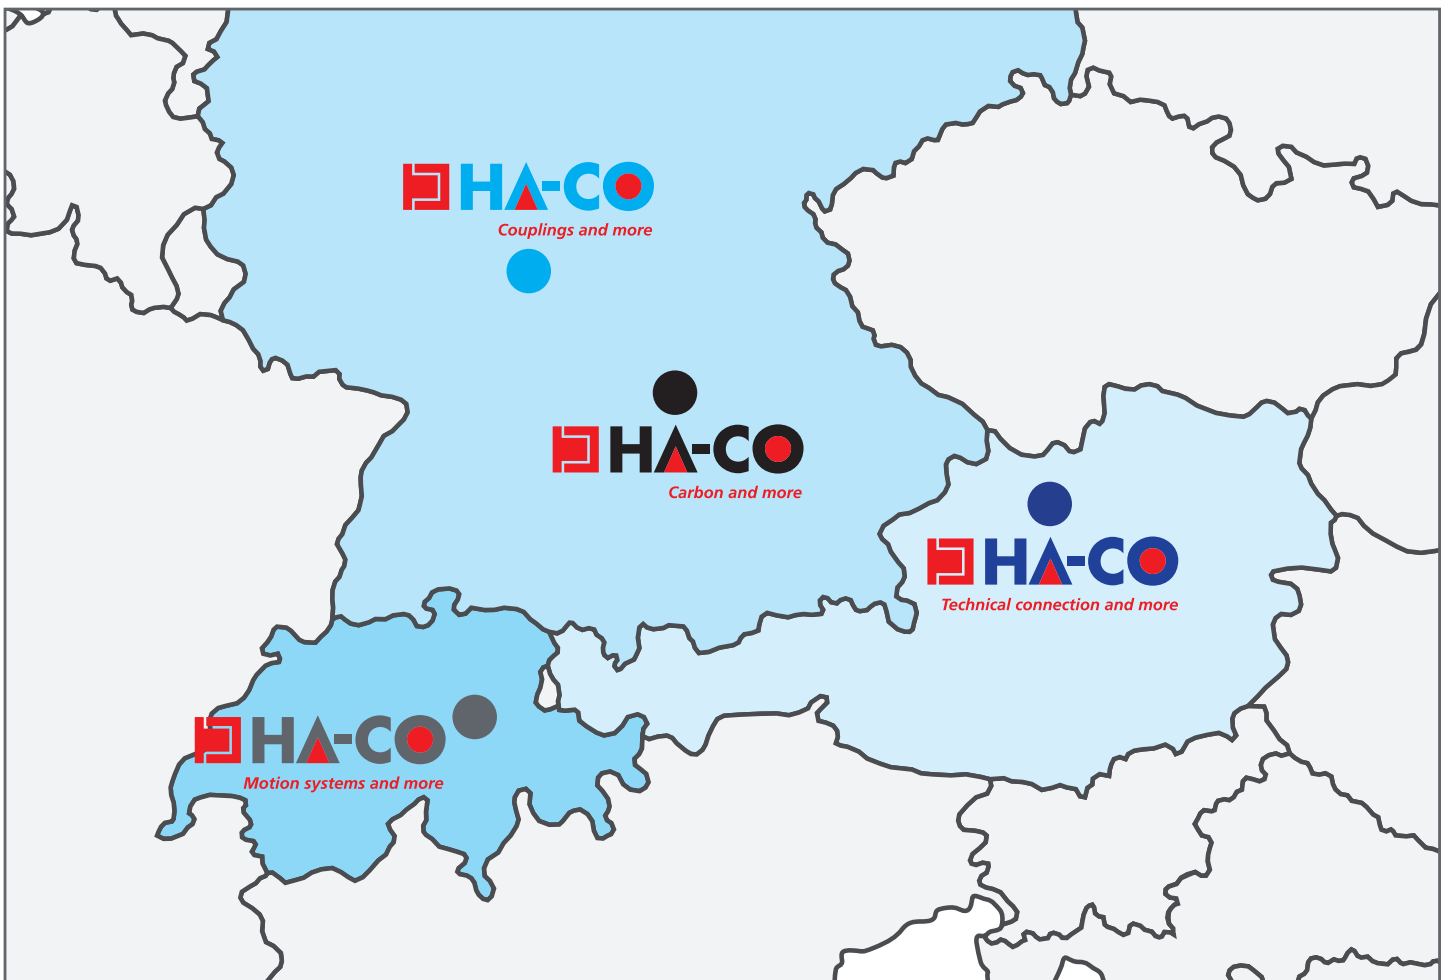 HA-CO
Couplings and more
HA-CO
Carbon and more
HA-CO
Technical connection and more
HA-CO
Motion systems and more